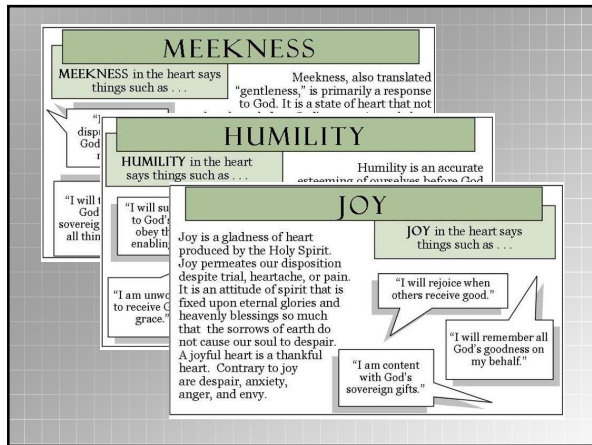 MEEKNESS
MEEKNESS in the heart says
things such as . . .
Meekness, also translated
"gentleness," is primarily a response
to God. It is a state of heart that not
God
"I will
God
sovereign
all
HUMILITY
HUMILITY in the heart
says things such as . . .
Humility is an accurate
esteeming of ourselves before God
"I will
to God's
obey
enabling
"I am
to receive
grace."
JOY
JOY in the heart says
things such as . . .
Joy is a gladness of heart
produced by the Holy Spirit.
Joy permeates our disposition
despite trial, heartache, or pain.
It is an attitude of spirit that is
fixed upon eternal glories and
heavenly blessings so much
that the sorrows of earth do
not cause our soul to despair.
A joyful heart is a thankful
heart. Contrary to joy
are despair, anxiety,
anger, and envy.
"I will rejoice when
others receive good."
"I will remember all
God's goodness on
my behalf."
"I am content
with God's
sovereign gifts."